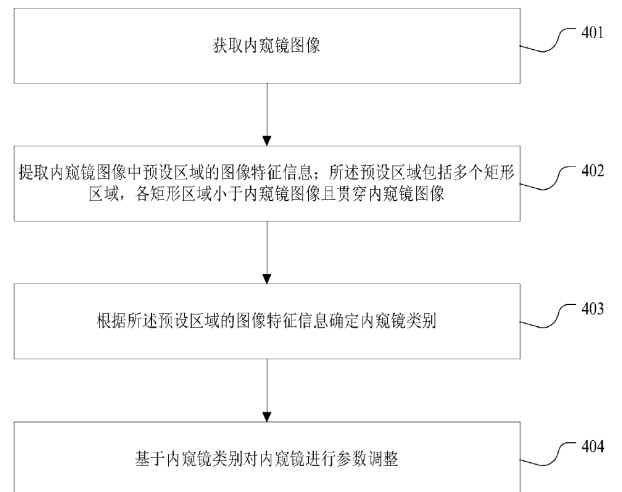 获取内窥镜图像
401
提取内窥镜图像中预设区域的图像特征信息；所述预设区域包括多个矩形
区域，各矩形区域小于内窥镜图像且贯穿内窥镜图像
402
根据所述预设区域的图像特征信息确定内窥镜类别
403
基于内窥镜类别对内窥镜进行参数调整
404